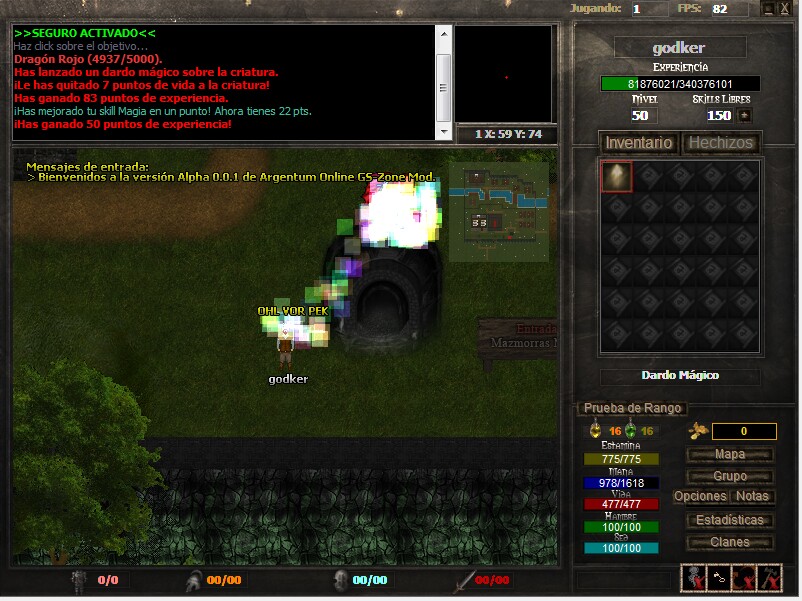 Jugando: 1 FPS: 82
>>SEGURO ACTIVADO<<
Haz click sobre el objetivo...
Dragón Rojo (4937/5000).
Has lanzado un dardo mágico sobre la criatura.
¡Le has quitado 7 puntos de vida a la criatura!
Has ganado 83 puntos de experiencia.
¡Has mejorado tu skill Magia en un punto! Ahora tienes 22 pts.
¡Has ganado 50 puntos de experiencia!
1 X: 59 Y: 74
Mensajes de entrada:
> Bienvenidos a la versión Alpha 0.0.1 de Argentum Online GS-Zone Mod.
OHL VOR PEK
godker
Entrada
Mazmorras
0/0
00/00
00/00
00/00
godker
Experiencia
81876021/340376101
Nivel Skills Libres
50 150 +
Inventario Hechizos
Dardo Mágico
Prueba de Rango
16 16
0
Estamina
775/775
Mana
978/1618
Vida
477/477
Hambre
100/100
Sed
100/100
Mapa
Grupo
Opciones Notas
Estadísticas
Clanes